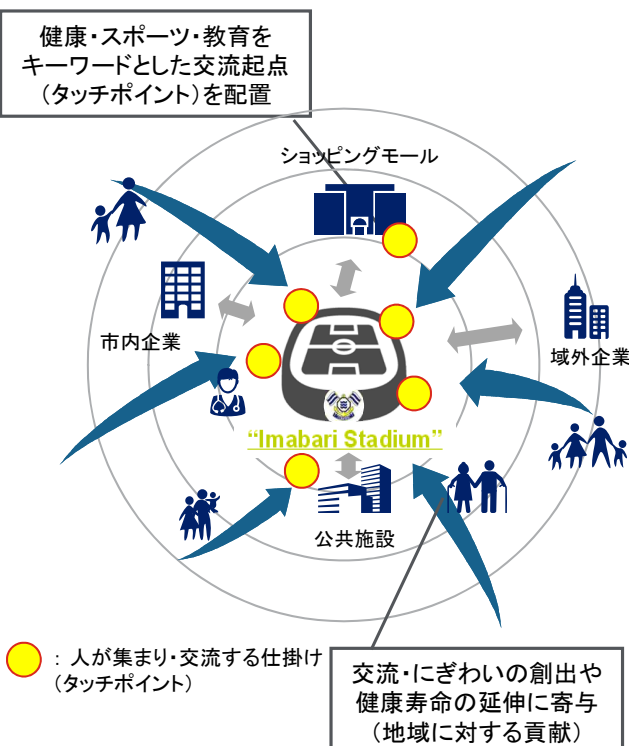 健康・スポーツ・教育を
キーワードとした交流起点
（タッチポイント）を配置
ショッピングモール
市内企業
域外企業
“Imabari Stadium”
公共施設
： 人が集まり・交流する仕掛け
（タッチポイント）
交流・にぎわいの創出や
健康寿命の延伸に寄与
（地域に対する貢献）